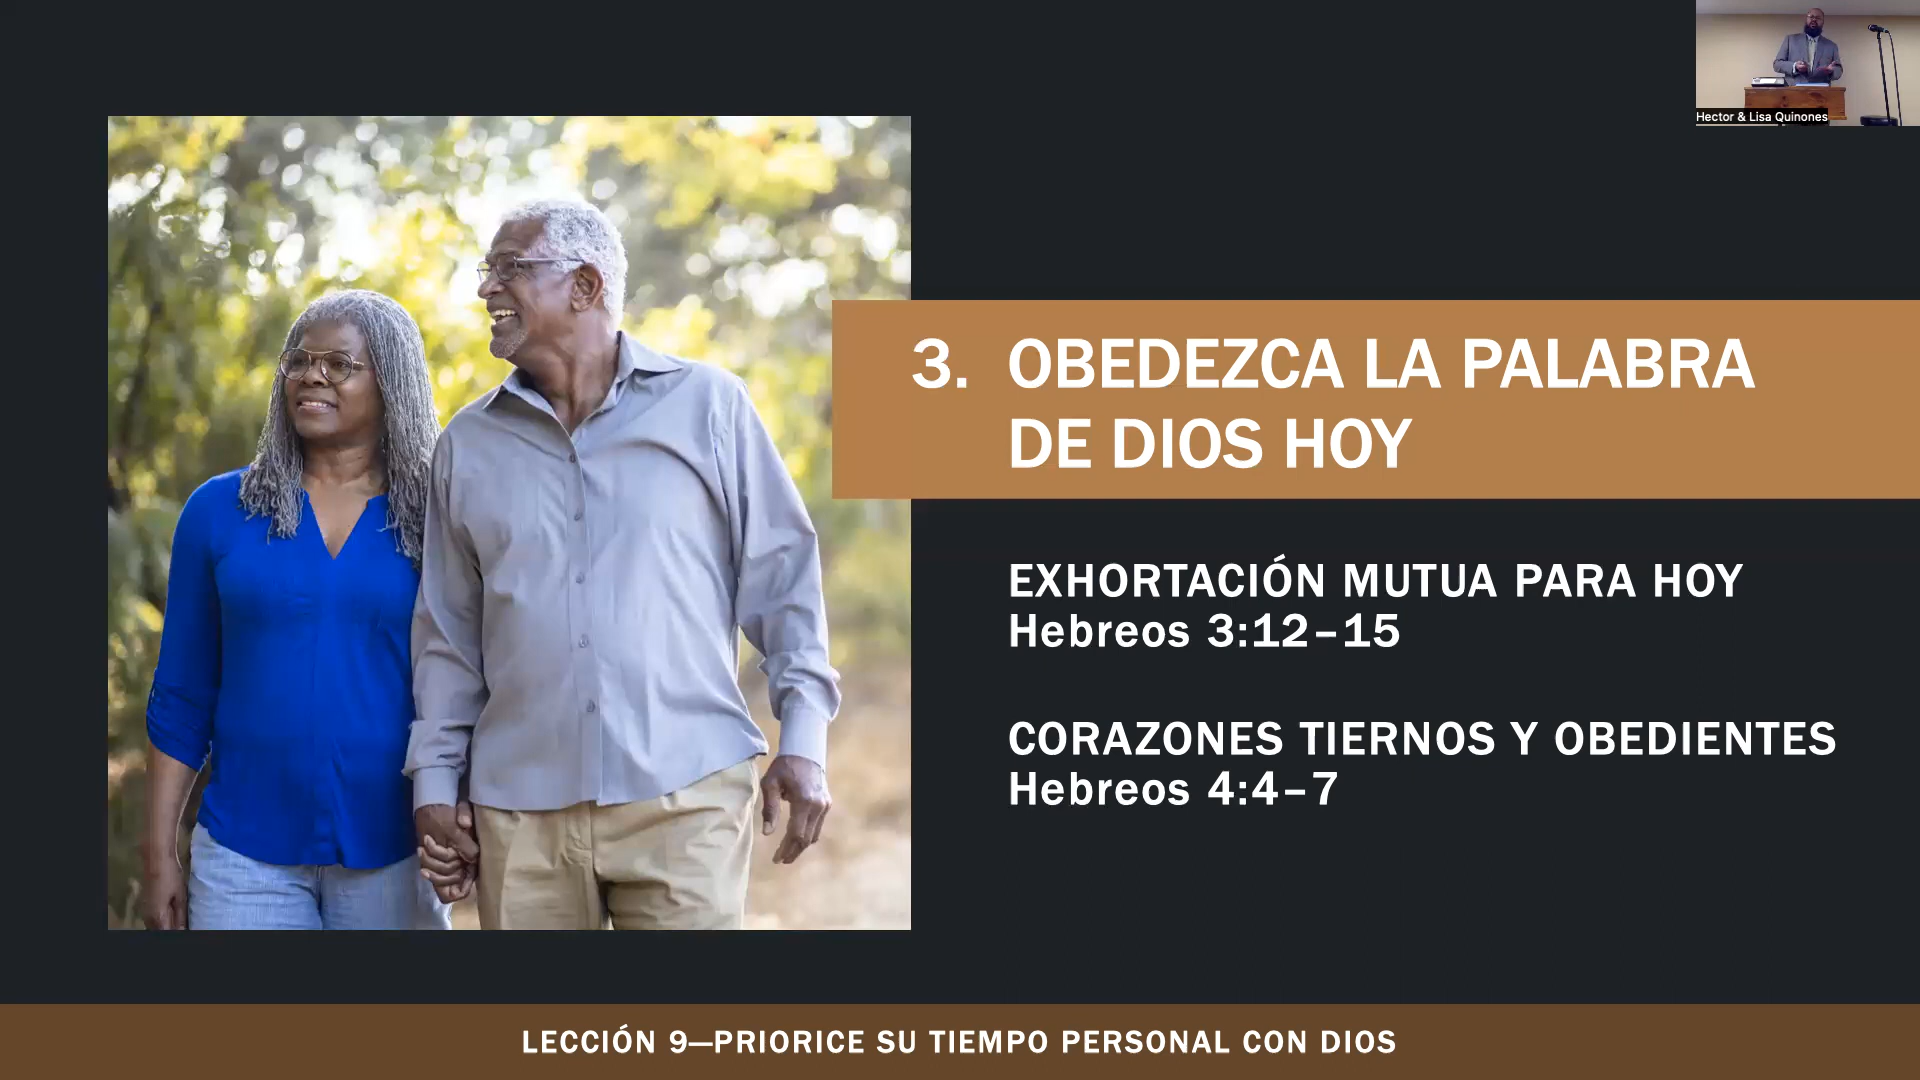 Hector & Lisa Quinones
3. OBEDEZCA LA PALABRA
DE DIOS HOY
EXHORTACIÓN MUTUA PARA HOY
Hebreos 3:12–15
CORAZONES TIERNOS Y OBEDIENTES
Hebreos 4:4–7
LECCIÓN 9—PRIORICE SU TIEMPO PERSONAL CON DIOS